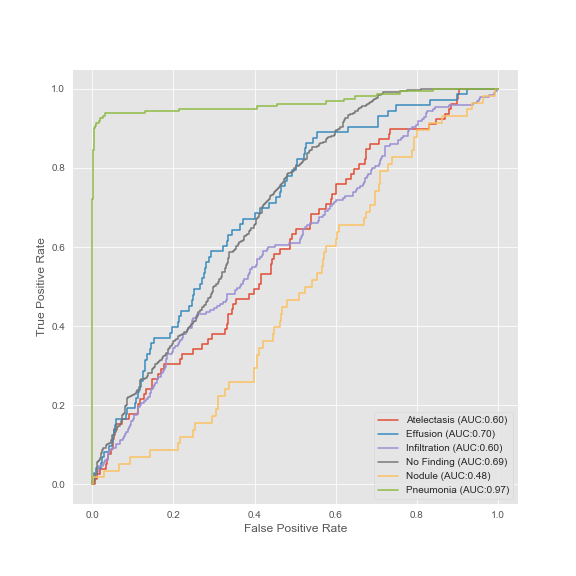 1.0
0.8
0.6
0.4
0.2
0.0
True Positive Rate
Atelectasis (AUC:0.60)
Effusion (AUC:0.70)
Infiltration (AUC:0.60)
No Finding (AUC:0.69)
Nodule (AUC:0.48)
Pneumonia (AUC:0.97)
0.0 0.2 0.4 0.6 0.8 1.0
False Positive Rate